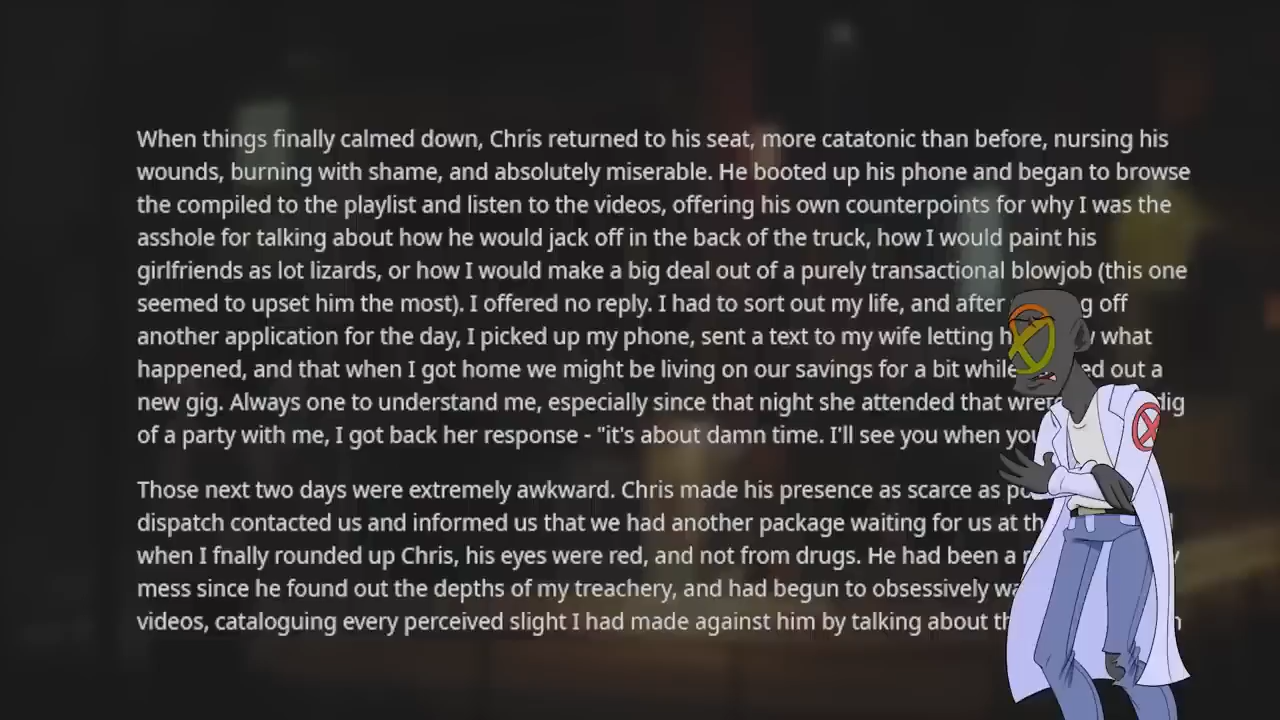 When things finally calmed down, Chris returned to his seat, more catatonic than before, nursing his
wounds, burning with shame, and absolutely miserable. He booted up his phone and began to browse
the compiled to the playlist and listen to the videos, offering his own counterpoints for why I was the
asshole for talking about how he would jack off in the back of the truck, how I would paint his
girlfriends as lot lizards, or how I would make a big deal out of a purely transactional blowjob (this one
seemed to upset him the most). I offered no reply. I had to sort out my life, and after off
another application for the day, I picked up my phone, sent a text to my wife letting what
happened, and that when I got home we might be living on our savings for a bit while out a
new gig. Always one to understand me, especially since that night she attended that
of a party with me, I got back her response - "it's about damn time. I'll see you when
Those next two days were extremely awkward. Chris made his presence as scarce as
dispatch contacted us and informed us that we had another package waiting for us at
when I fnally rounded up Chris, his eyes were red, and not from drugs. He had been a
mess since he found out the depths of my treachery, and had begun to obsessively
videos, cataloguing every perceived slight I had made against him by talking about